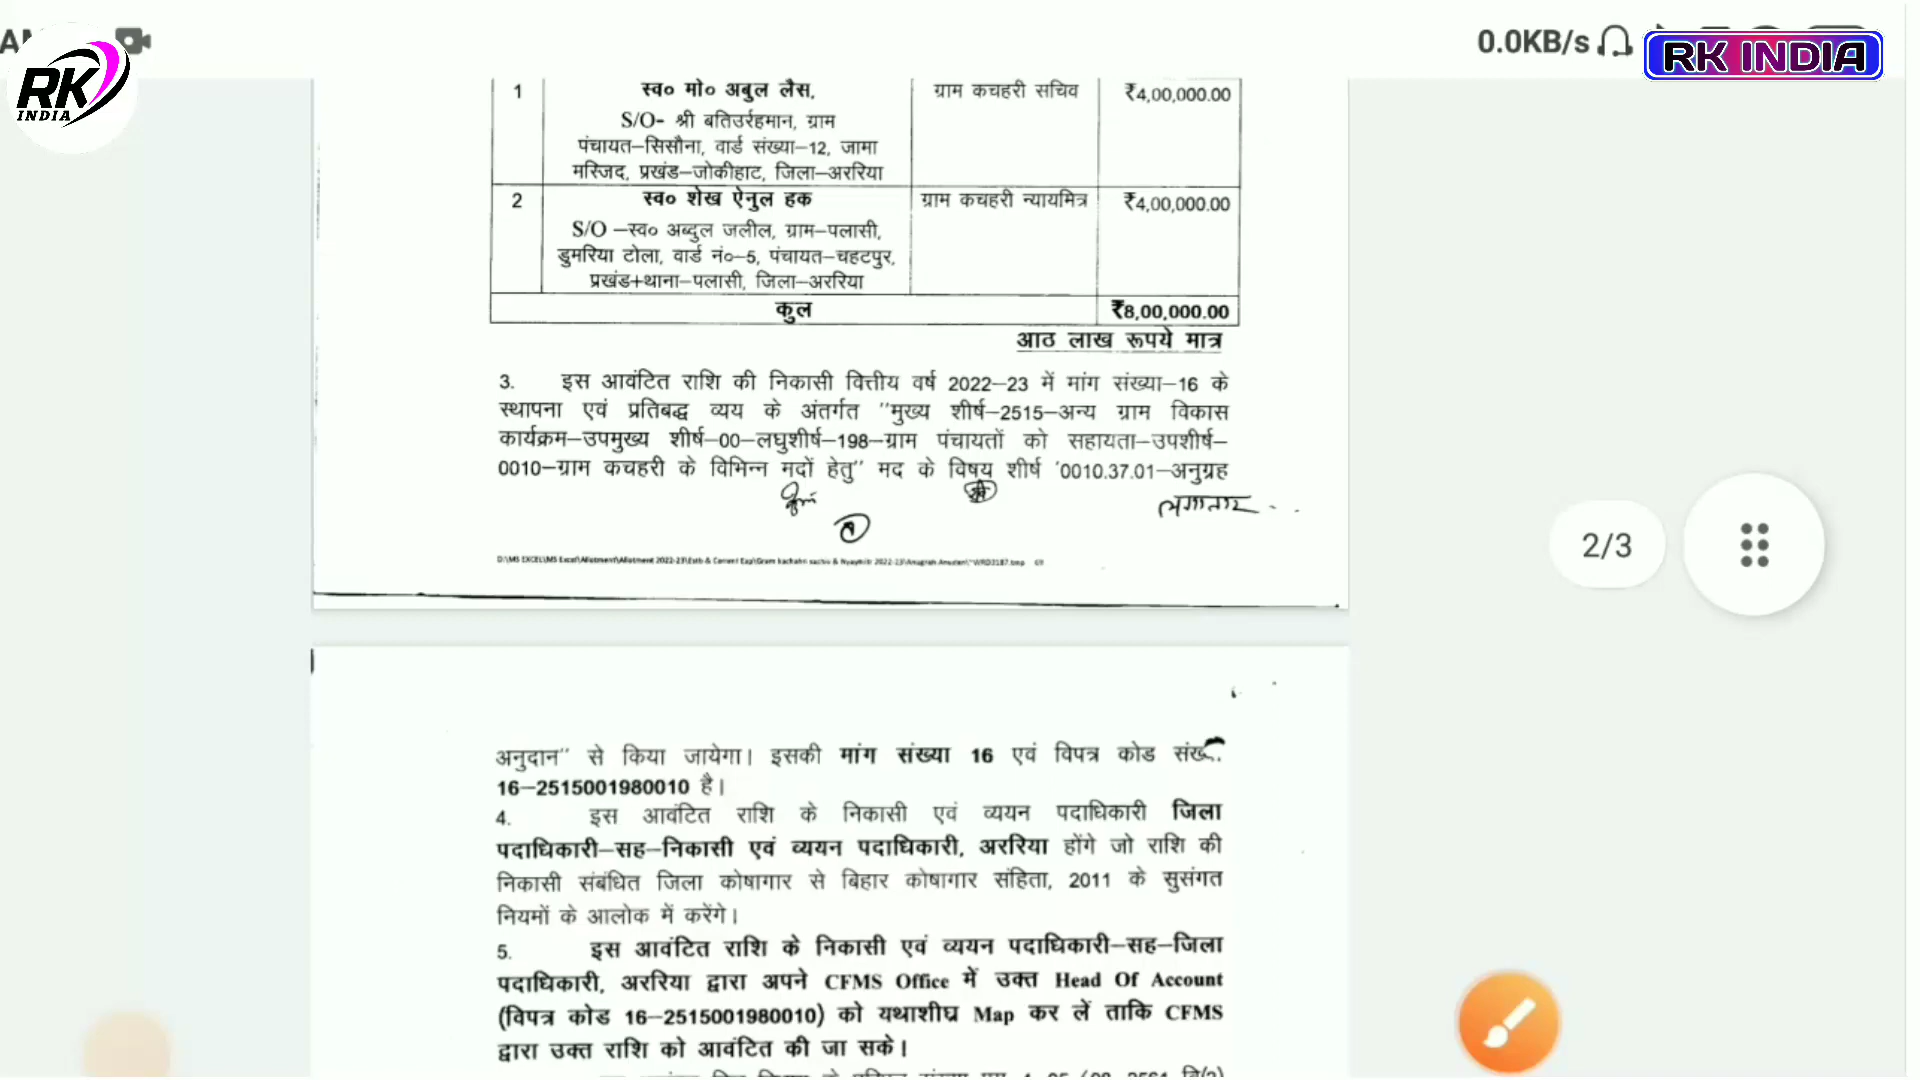 0.0KB/s
RK INDIA
RK
INDIA
1 स्व० मो० अबुल लैस, ग्राम कचहरी सचिव ₹4,00,000.00
S/O- श्री बतिउर्रहमान, ग्राम
पंचायत–सिसौना, वार्ड संख्या–12, जामा
मस्जिद, प्रखंड–जोकीहाट, जिला–अररिया
2 स्व० शेख ऐनुल हक ग्राम कचहरी न्यायमित्र ₹4,00,000.00
S/O –स्व० अब्दुल जलील, ग्राम–पलासी,
डुमरिया टोला, वार्ड नं०–5, पंचायत–चहटपुर,
प्रखंड+थाना–पलासी, जिला–अररिया
कुल ₹8,00,000.00
आठ लाख रूपये मात्र
3. इस आवंटित राशि की निकासी वित्तीय वर्ष 2022–23 में मांग संख्या–16 के
स्थापना एवं प्रतिबद्ध व्यय के अंतर्गत "मुख्य शीर्ष–2515–अन्य ग्राम विकास
कार्यक्रम–उपमुख्य शीर्ष–00–लघुशीर्ष–198–ग्राम पंचायतों को सहायता–उपशीर्ष–
0010–ग्राम कचहरी के विभिन्न मदों हेतु" मद के विषय शीर्ष '0010.37.01–अनुग्रह
लगातार...
2/3
अनुदान" से किया जायेगा। इसकी मांग संख्या 16 एवं विपत्र कोड
16–2515001980010 है।
4. इस आवंटित राशि के निकासी एवं व्ययन पदाधिकारी जिला
पदाधिकारी–सह–निकासी एवं व्ययन पदाधिकारी, अररिया होंगे जो राशि की
निकासी संबंधित जिला कोषागार से बिहार कोषागार संहिता, 2011 के सुसंगत
नियमों के आलोक में करेंगे।
5. इस आवंटित राशि के निकासी एवं व्ययन पदाधिकारी–सह–जिला
पदाधिकारी, अररिया द्वारा अपने CFMS Office में उक्त Head Of Account
(विपत्र कोड 16–2515001980010) को यथाशीघ्र Map कर लें ताकि CFMS
द्वारा उक्त राशि को आवंटित की जा सके।